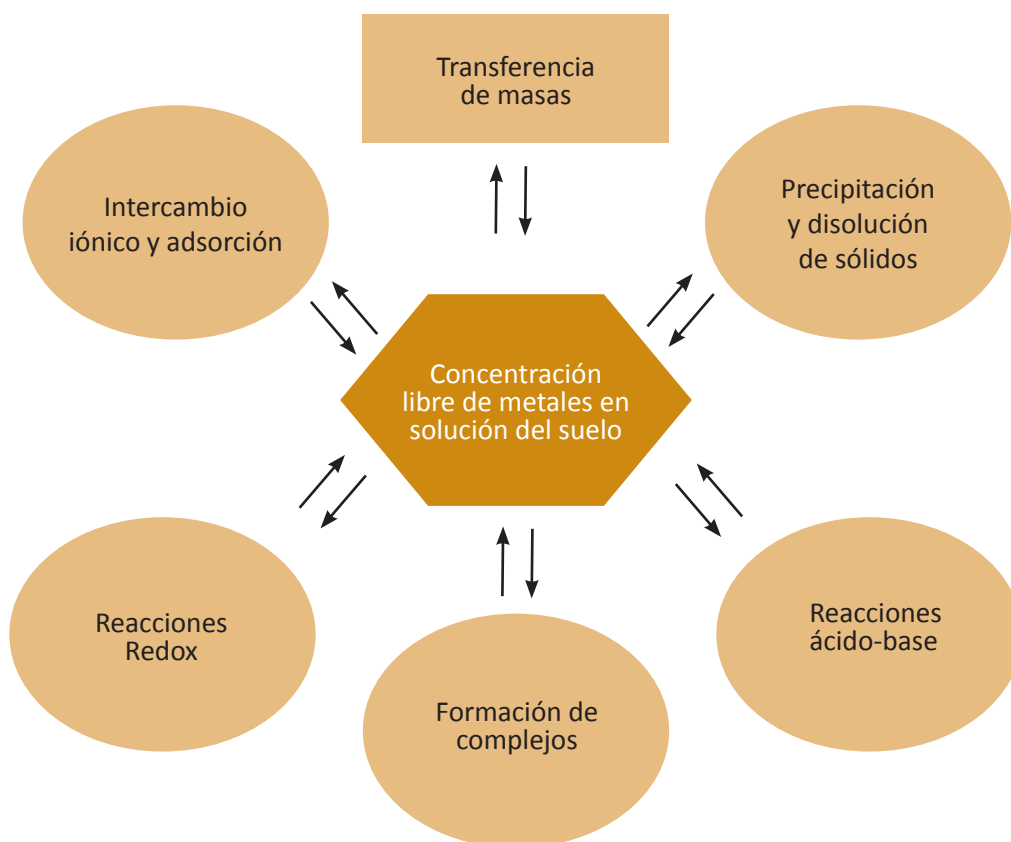 Transferencia
de masas
Intercambio
iónico y adsorción
Precipitación
y disolución
de sólidos
Concentración
libre de metales en
solución del suelo
Reacciones
Redox
Formación de
complejos
Reacciones
ácido-base